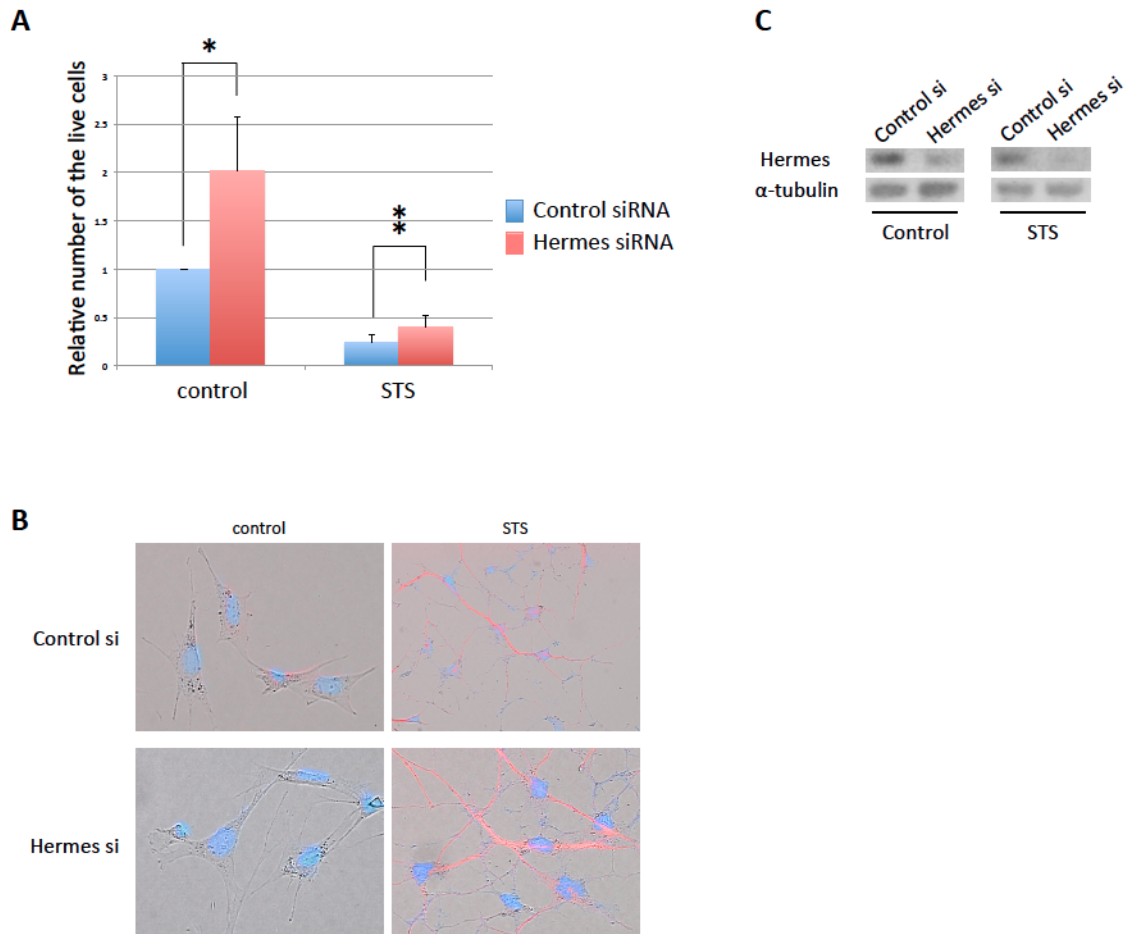 A
Relative number of the live cells
3
2.5
2
1.5
1
0.5
0
*
**
control
STS
Control siRNA
Hermes siRNA
C
Control si
Hermes si
Control si
Hermes si
Hermes
α-tubulin
Control
STS
B
control
STS
Control si
Hermes si